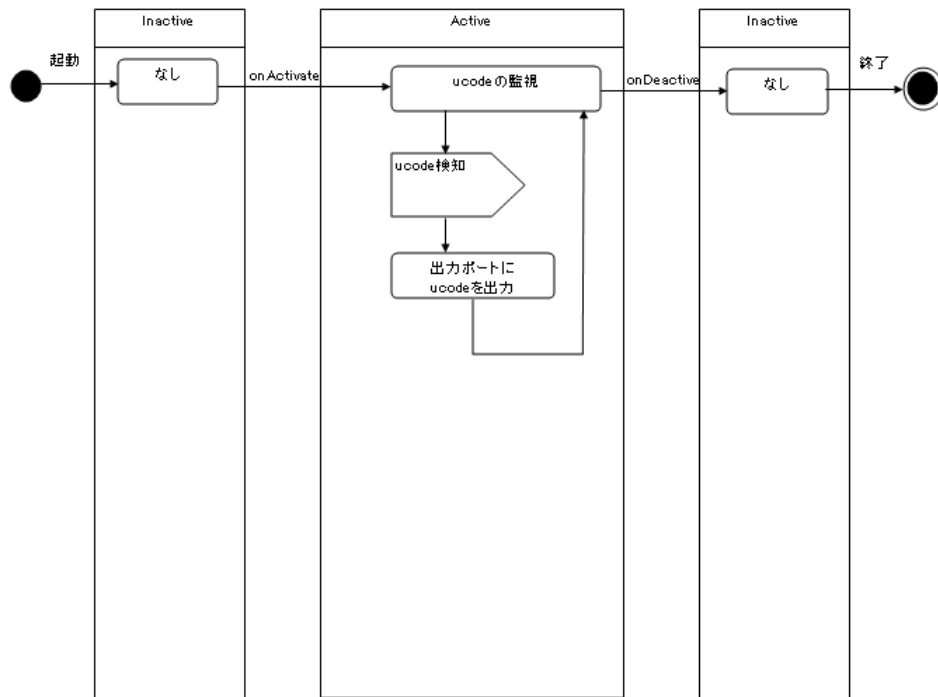 Inactive
Active
Inactive
起動
なし
onActivate
ucodeの監視
onDeactive
なし
終了
ucode検知
出力ポートに
ucodeを出力